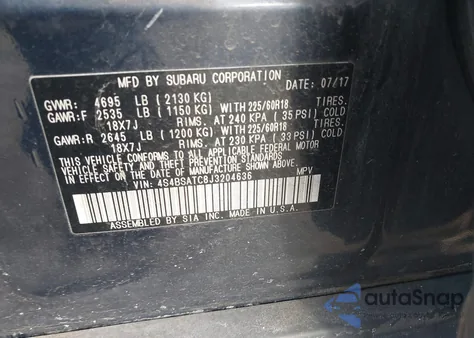 MFD BY SUBARU CORPORATION DATE: 07/17
GVWR: 4695 LB (2130 KG)
GAWR:F 2535 LB (1150 KG) WITH 225/60R18 TIRES.
18X7J RIMS. AT 240 KPA (35 PSI) COLD
GAWR:R 2645 LB (1200 KG) WITH 225/60R18 TIRES.
18X7J RIMS. AT 230 KPA (33 PSI) COLD
THIS VEHICLE CONFORMS TO ALL APPLICABLE FEDERAL MOTOR
VEHICLE SAFETY AND THEFT PREVENTION STANDARDS IN
EFFECT ON THE DATE OF MANUFACTURE SHOWN ABOVE.
VIN: 4S4BSATC8J3204636 MPV
ASSEMBLED BY SIA INC. MADE IN U.S.A.
autoSnap